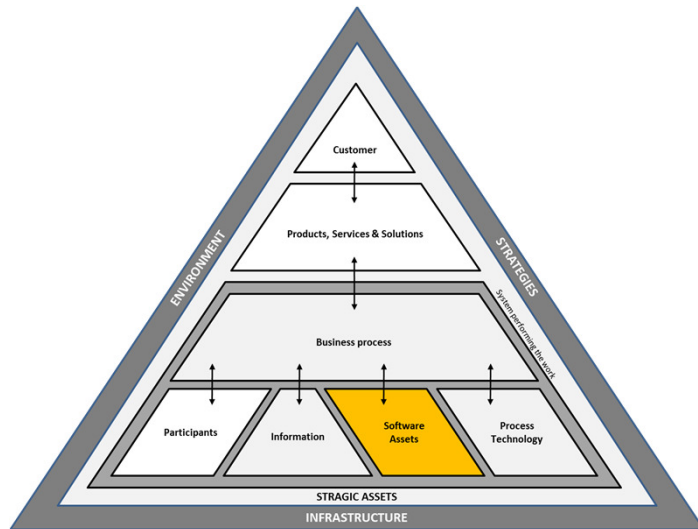 Customer
Products, Services & Solutions
ENVIRONMENT
STRATEGIES
System performing the work
Business process
Participants
Information
Software
Assets
Process
Technology
STRAGIC ASSETS
INFRASTRUCTURE